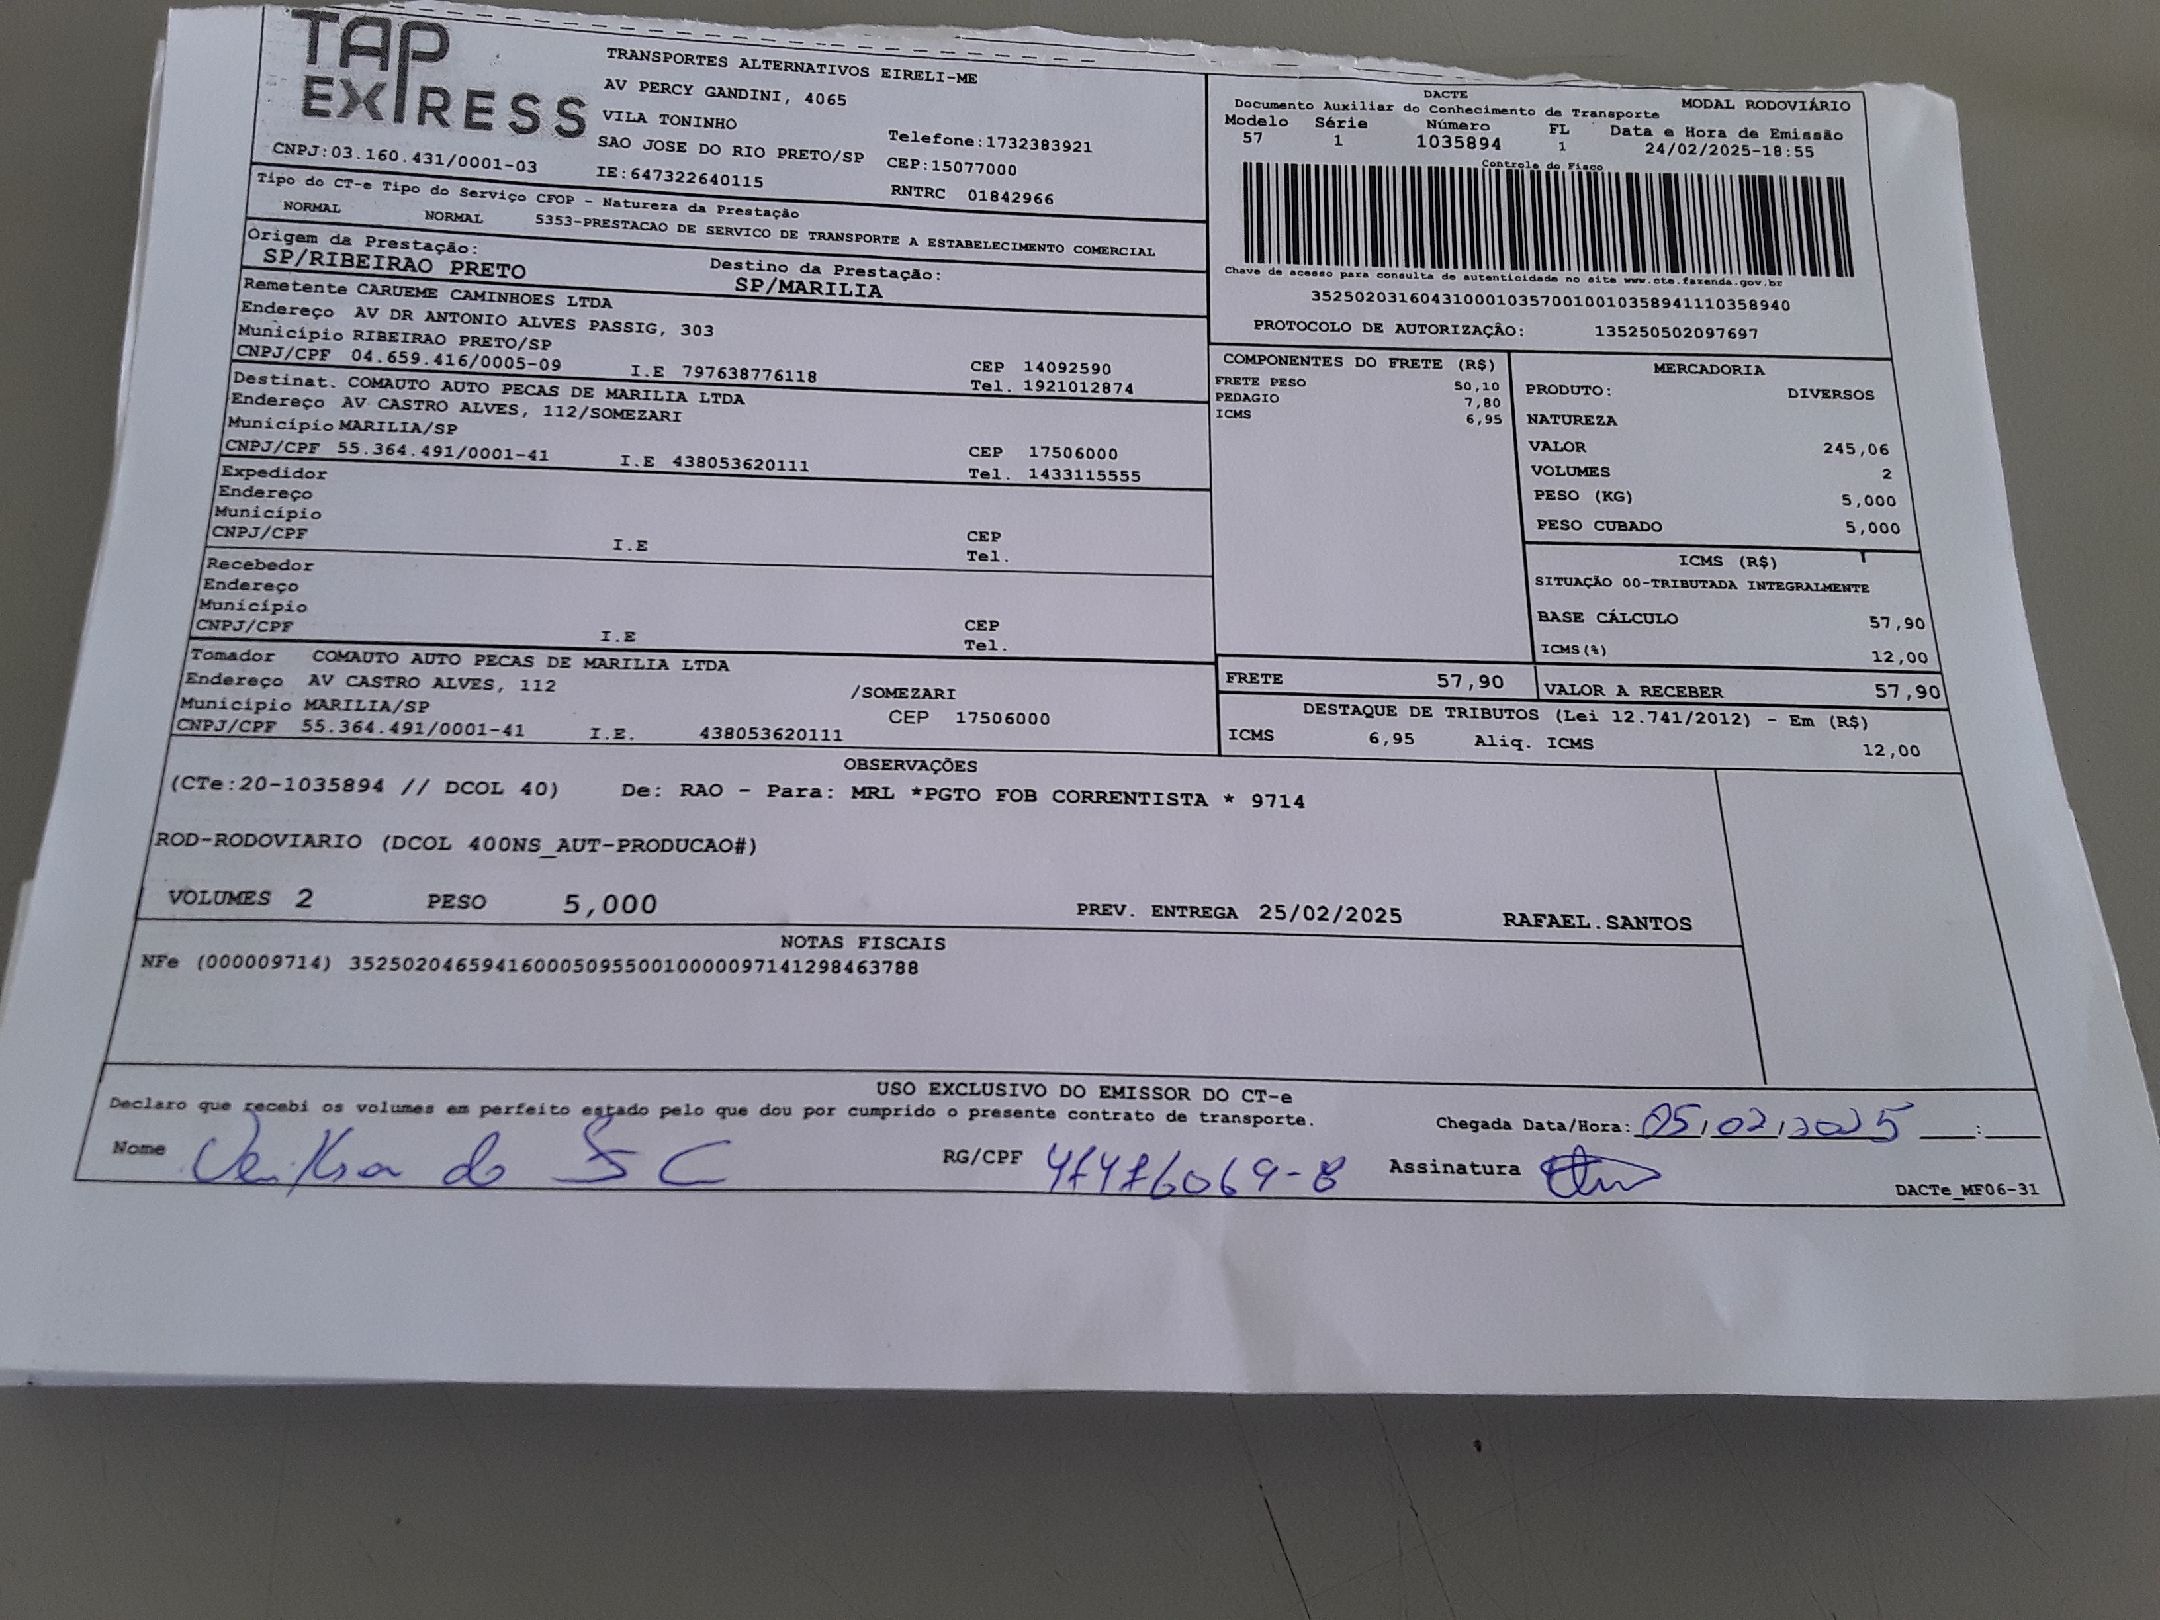 TAP
EXPRESS
TRANSPORTES ALTERNATIVOS EIRELI-ME
AV PERCY GANDINI, 4065
VILA TONINHO
SAO JOSE DO RIO PRETO/SP
Telefone:1732383921
CEP:15077000
CNPJ:03.160.431/0001-03
IE:647322640115
RNTRC 01842966
DACTE
MODAL RODOVIÁRIO
Documento Auxiliar do Conhecimento de Transporte
Modelo Série Número FL Data e Hora de Emissão
57 1 1035894 1 24/02/2025-18:55
Controle do Fisco
Chave de acesso para consulta de autenticidade no site www.cte.fazenda.gov.br
35250203160431000103570010010358941110358940
PROTOCOLO DE AUTORIZAÇÃO: 135250502097697
Tipo do CT-e Tipo do Serviço CFOP - Natureza da Prestação
NORMAL NORMAL 5353-PRESTACAO DE SERVICO DE TRANSPORTE A ESTABELECIMENTO COMERCIAL
Origem da Prestação: Destino da Prestação:
SP/RIBEIRAO PRETO SP/MARILIA
Remetente CARUEME CAMINHOES LTDA
Endereço AV DR ANTONIO ALVES PASSIG, 303
Município RIBEIRAO PRETO/SP CEP 14092590
CNPJ/CPF 04.659.416/0005-09 I.E 797638776118 Tel. 1921012874
Destinat. COMAUTO AUTO PECAS DE MARILIA LTDA
Endereço AV CASTRO ALVES, 112/SOMEZARI
Município MARILIA/SP CEP 17506000
CNPJ/CPF 55.364.491/0001-41 I.E 438053620111 Tel. 1433115555
Expedidor
Endereço
Município CEP
CNPJ/CPF I.E Tel.
Recebedor
Endereço
Município CEP
CNPJ/CPF I.E Tel.
Tomador COMAUTO AUTO PECAS DE MARILIA LTDA
Endereço AV CASTRO ALVES, 112 /SOMEZARI
Município MARILIA/SP CEP 17506000
CNPJ/CPF 55.364.491/0001-41 I.E. 438053620111
COMPONENTES DO FRETE (R$)
FRETE PESO 50,10
PEDAGIO 7,80
ICMS 6,95
MERCADORIA
PRODUTO: DIVERSOS
NATUREZA
VALOR 245,06
VOLUMES 2
PESO (KG) 5,000
PESO CUBADO 5,000
ICMS (R$)
SITUAÇÃO 00-TRIBUTADA INTEGRALMENTE
BASE CÁLCULO 57,90
ICMS(%) 12,00
FRETE 57,90 VALOR A RECEBER 57,90
DESTAQUE DE TRIBUTOS (Lei 12.741/2012) - Em (R$)
ICMS 6,95 Aliq. ICMS 12,00
OBSERVAÇÕES
(CTe:20-1035894 // DCOL 40) De: RAO - Para: MRL *PGTO FOB CORRENTISTA * 9714
ROD-RODOVIARIO (DCOL 400NS_AUT-PRODUCAO#)
VOLUMES 2 PESO 5,000 PREV. ENTREGA 25/02/2025 RAFAEL.SANTOS
NOTAS FISCAIS
NFe (000009714) 35250204659416000509550010000097141298463788
USO EXCLUSIVO DO EMISSOR DO CT-e
Declaro que recebi os volumes em perfeito estado pelo que dou por cumprido o presente contrato de transporte.
Chegada Data/Hora: 05/02/2025 __:__
Nome RG/CPF Assinatura
DACTe_MF06-31